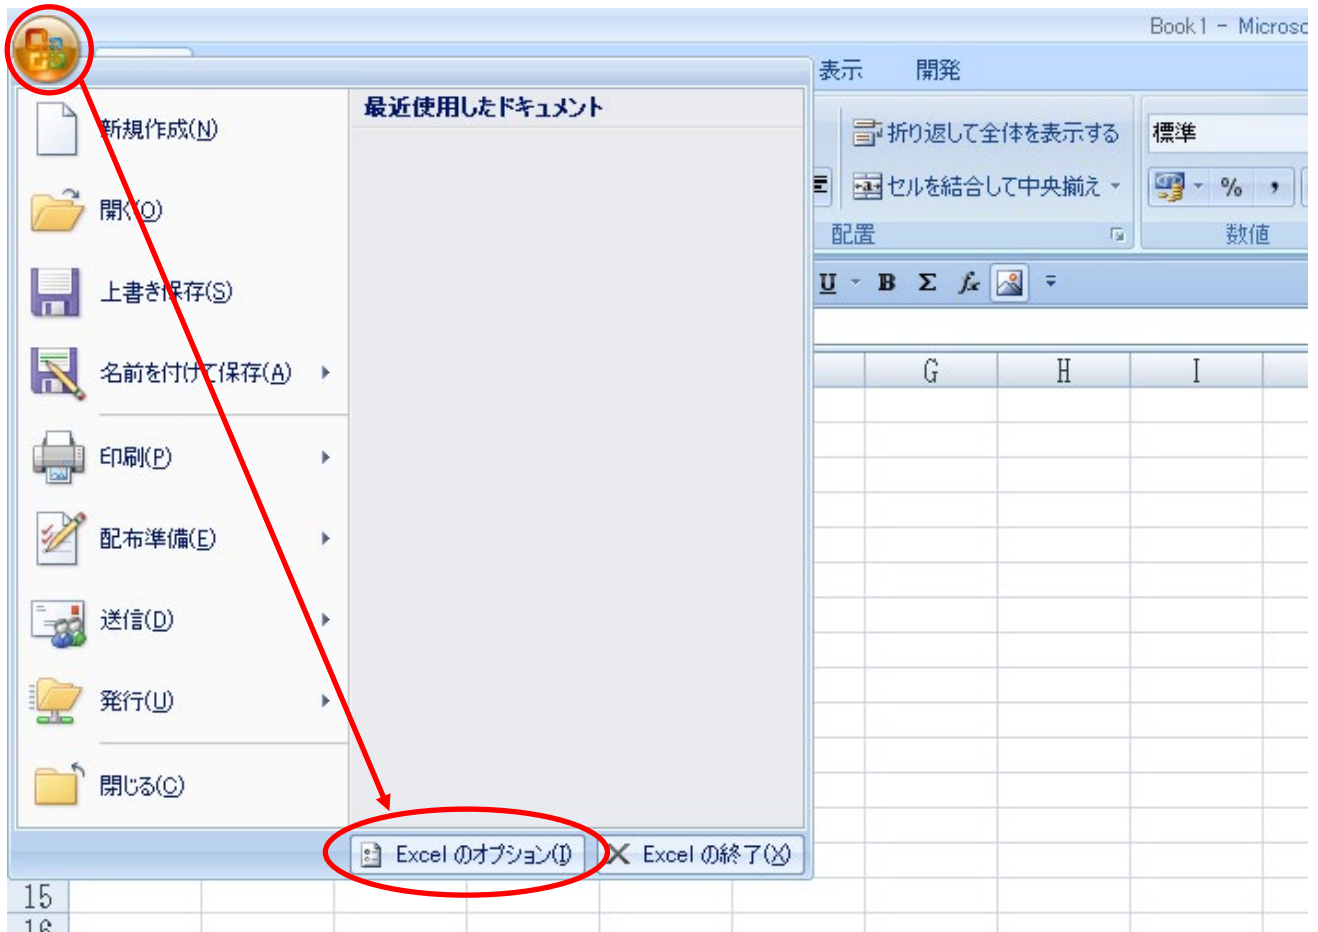 Book1 - Microso
表示 開発
最近使用したドキュメント
新規作成(N)
開く(O)
上書き保存(S)
名前を付けて保存(A)
印刷(P)
配布準備(E)
送信(D)
発行(U)
閉じる(C)
Excel のオプション(I) Excel の終了(X)
折り返して全体を表示する
セルを結合して中央揃え
配置
標準
% ,
数値
U B Σ fx
G H I
15
16